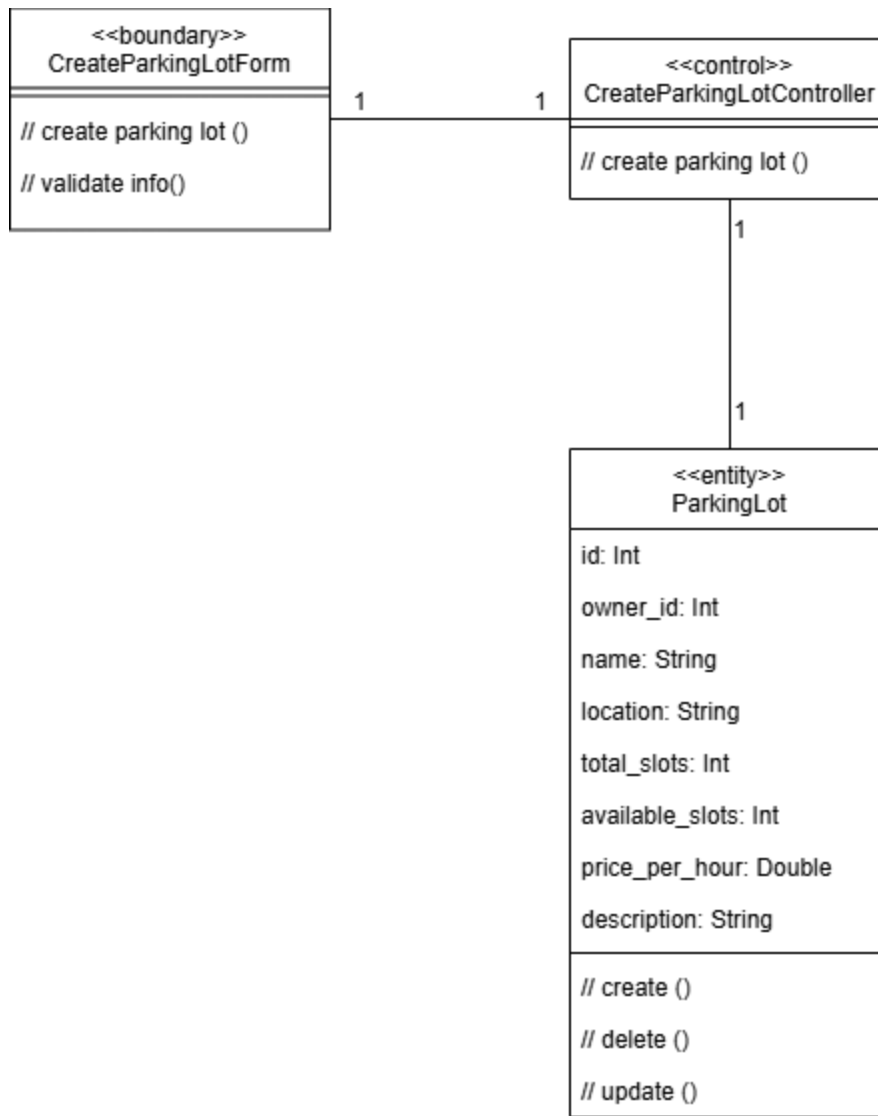 <<boundary>>
CreateParkingLotForm
// create parking lot ()
// validate info()
1
1
<<control>>
CreateParkingLotController
// create parking lot ()
1
1
<<entity>>
ParkingLot
id: Int
owner_id: Int
name: String
location: String
total_slots: Int
available_slots: Int
price_per_hour: Double
description: String
// create ()
// delete ()
// update ()